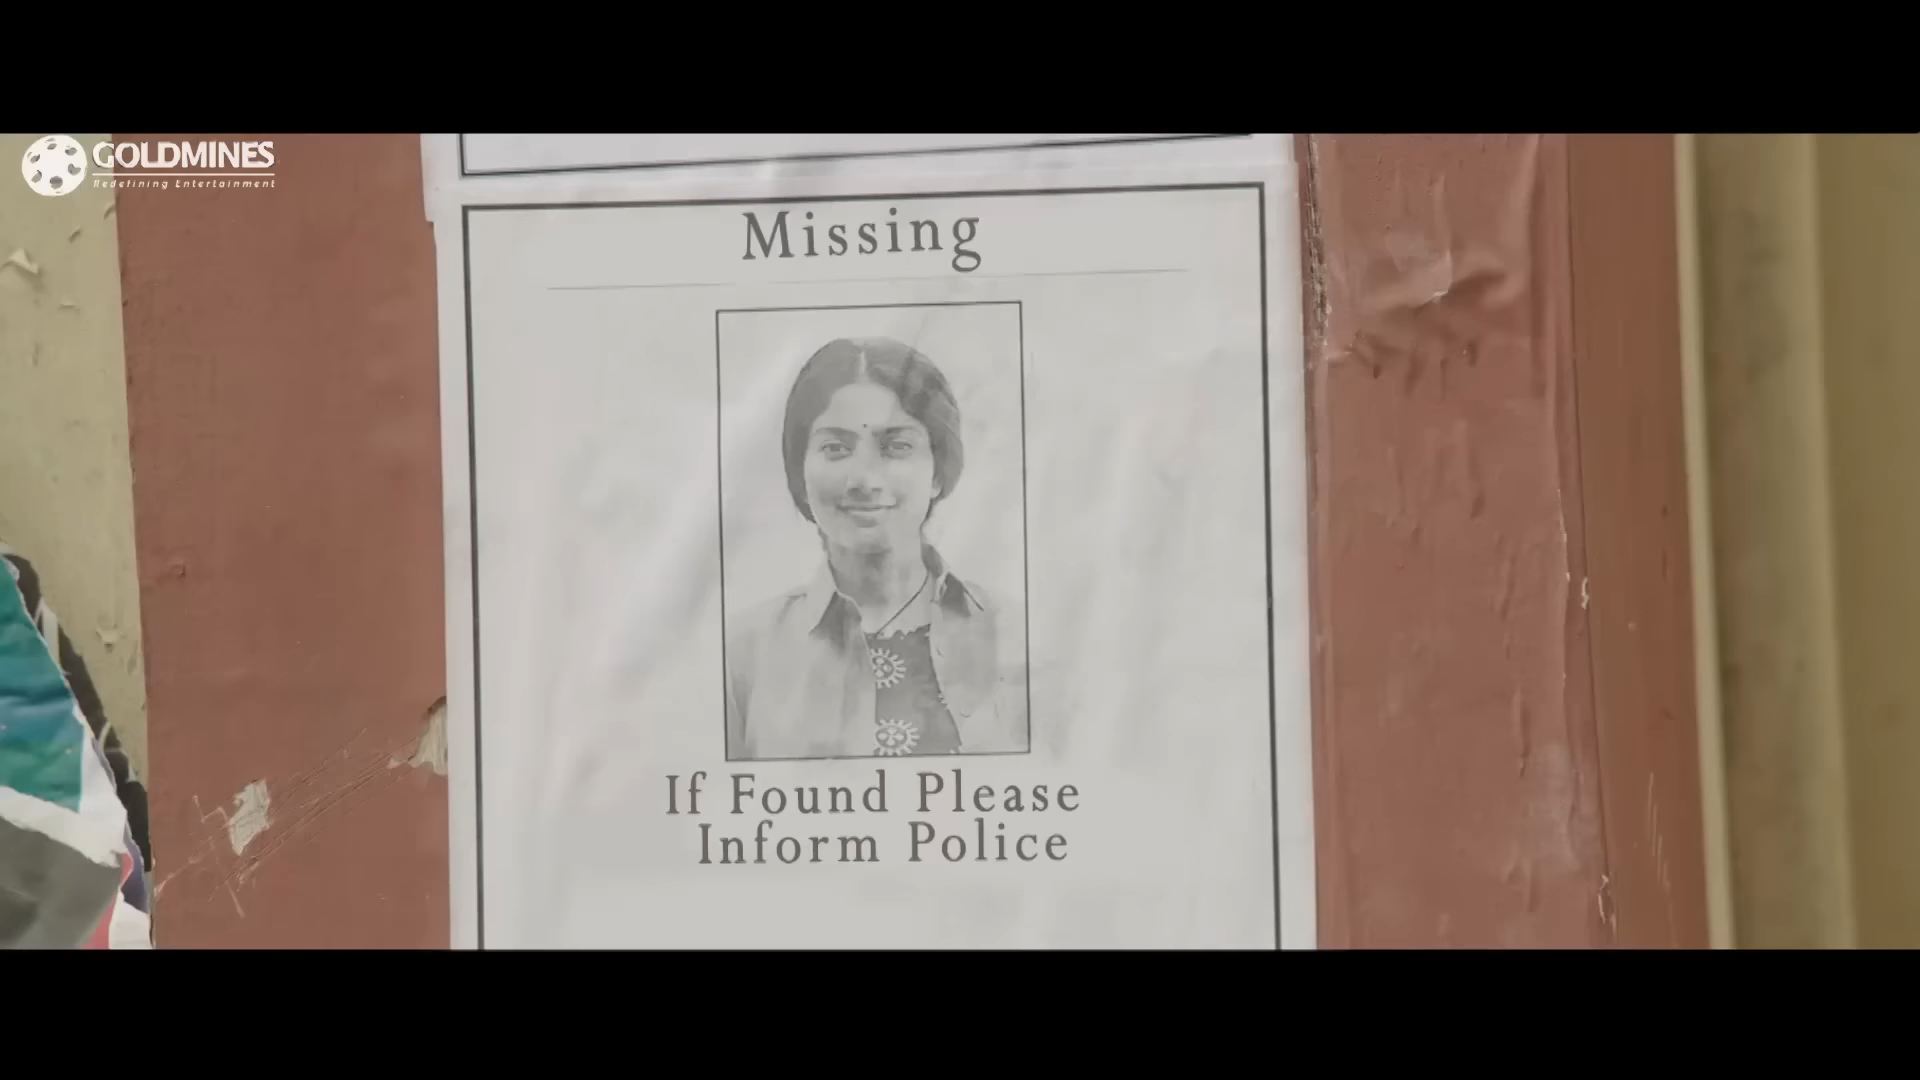 GOLDMINES
Redefining Entertainment
Missing
If Found Please
Inform Police